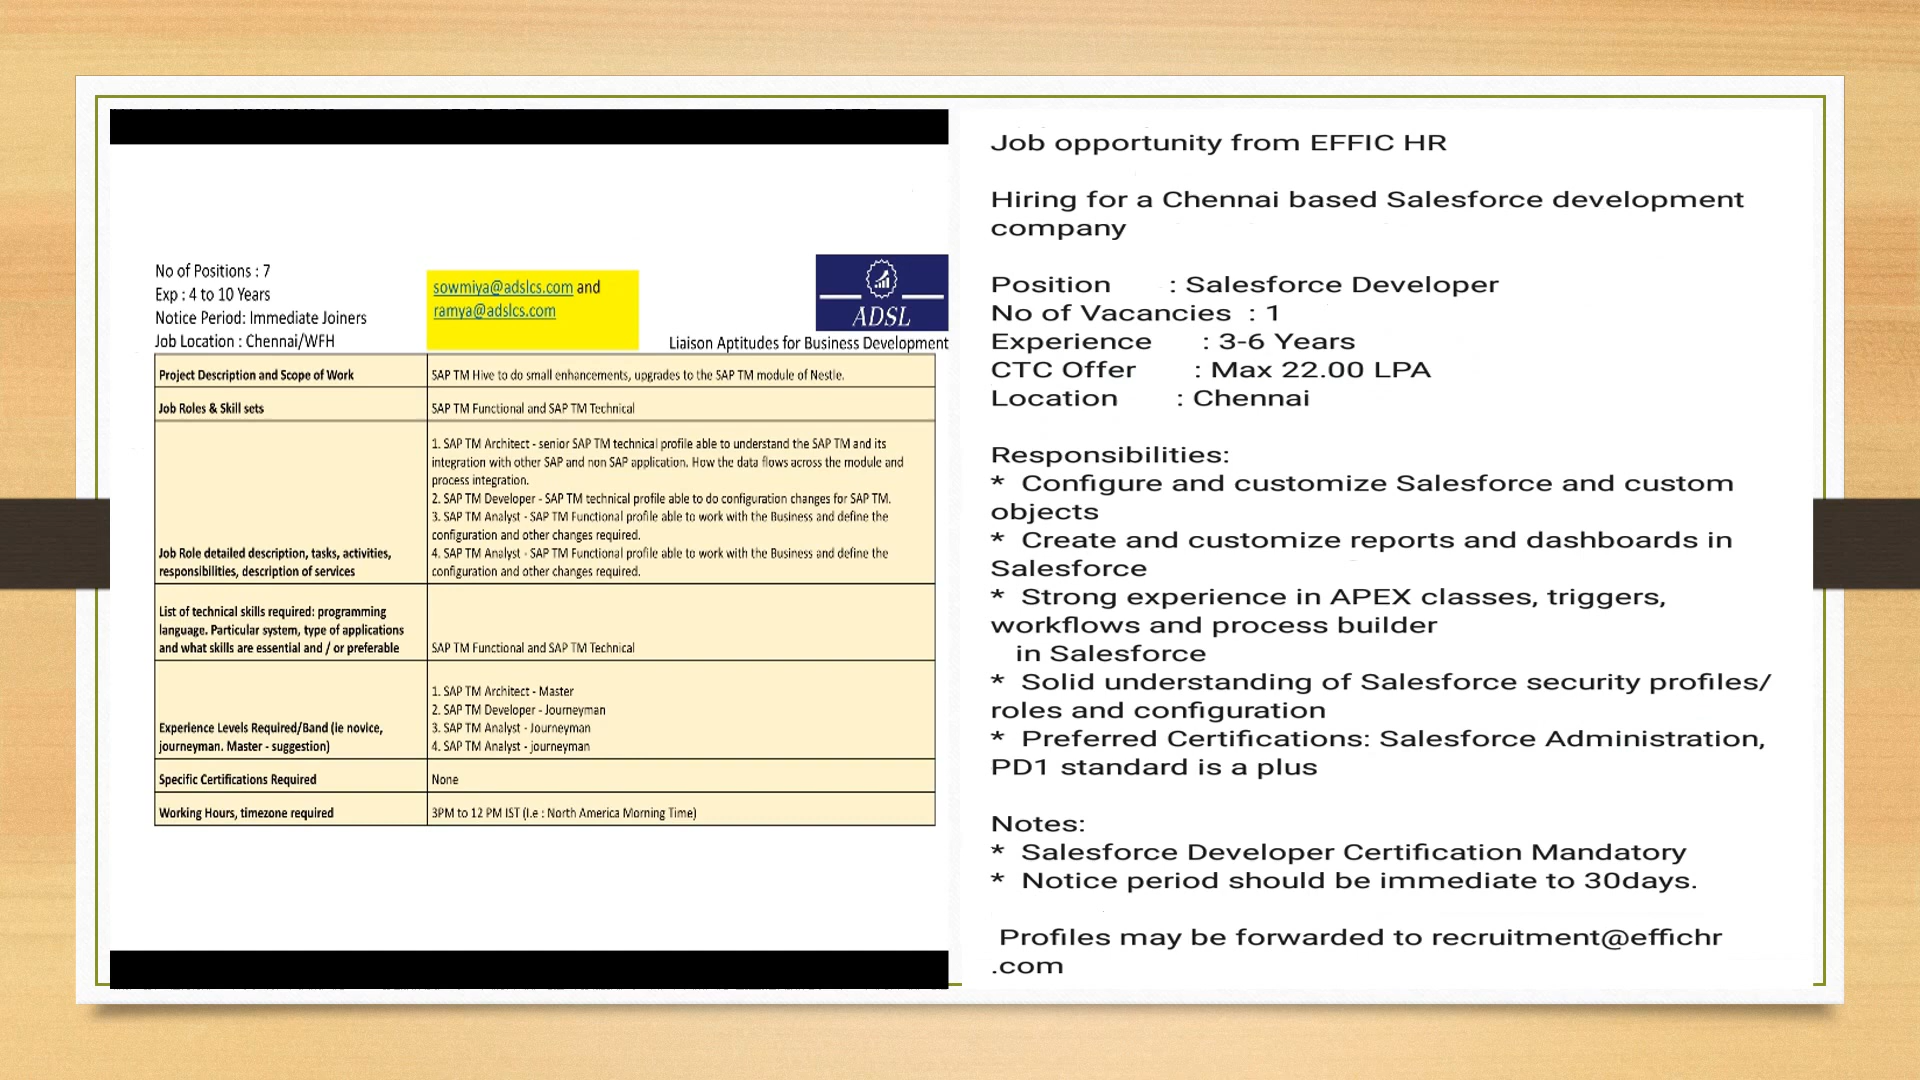 No of Positions : 7
Exp : 4 to 10 Years
Notice Period: Immediate Joiners
Job Location : Chennai/WFH
sowmiya@adslcs.com and
ramya@adslcs.com
ADSL
Liaison Aptitudes for Business Development
Project Description and Scope of Work
SAP TM Hive to do small enhancements, upgrades to the SAP TM module of Nestle.
Job Roles & Skill sets
SAP TM Functional and SAP TM Technical
Job Role detailed description, tasks, activities,
responsibilities, description of services
1. SAP TM Architect - senior SAP TM technical profile able to understand the SAP TM and its
integration with other SAP and non SAP application. How the data flows across the module and
process integration.
2. SAP TM Developer - SAP TM technical profile able to do configuration changes for SAP TM.
3. SAP TM Analyst - SAP TM Functional profile able to work with the Business and define the
configuration and other changes required.
4. SAP TM Analyst - SAP TM Functional profile able to work with the Business and define the
configuration and other changes required.
List of technical skills required: programming
language. Particular system, type of applications
and what skills are essential and / or preferable
SAP TM Functional and SAP TM Technical
Experience Levels Required/Band (ie novice,
journeyman. Master - suggestion)
1. SAP TM Architect - Master
2. SAP TM Developer - Journeyman
3. SAP TM Analyst - Journeyman
4. SAP TM Analyst - journeyman
Specific Certifications Required
None
Working Hours, timezone required
3PM to 12 PM IST (I.e : North America Morning Time)
Job opportunity from EFFIC HR
Hiring for a Chennai based Salesforce development
company
Position : Salesforce Developer
No of Vacancies : 1
Experience : 3-6 Years
CTC Offer : Max 22.00 LPA
Location : Chennai
Responsibilities:
* Configure and customize Salesforce and custom
objects
* Create and customize reports and dashboards in
Salesforce
* Strong experience in APEX classes, triggers,
workflows and process builder
in Salesforce
* Solid understanding of Salesforce security profiles/
roles and configuration
* Preferred Certifications: Salesforce Administration,
PD1 standard is a plus
Notes:
* Salesforce Developer Certification Mandatory
* Notice period should be immediate to 30days.
Profiles may be forwarded to recruitment@effichr
.com